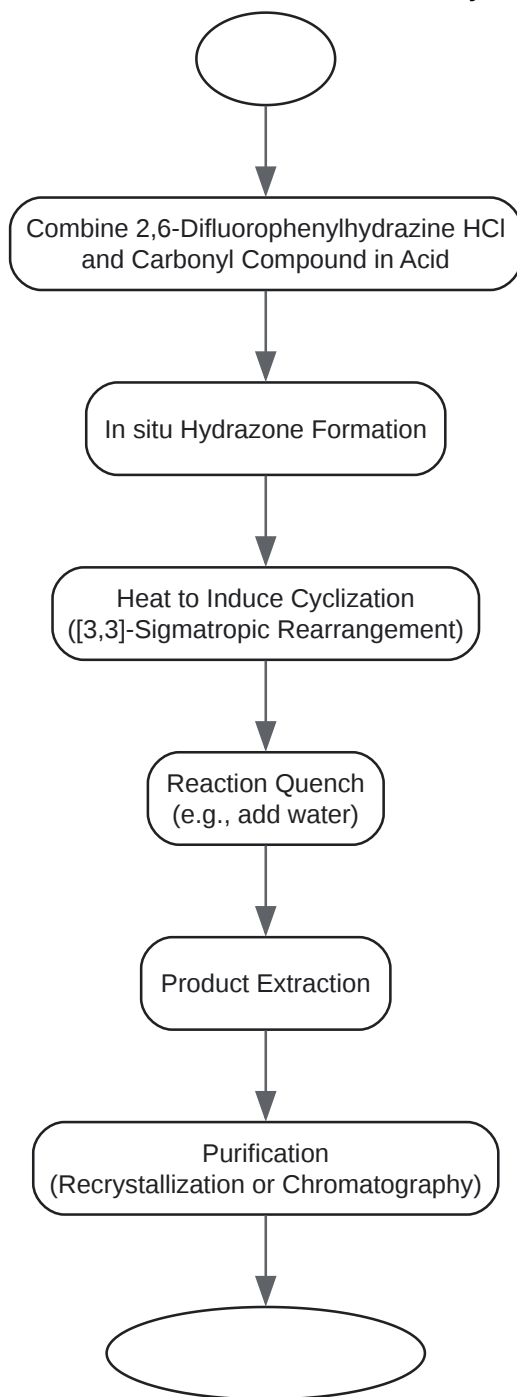 Combine 2,6-Difluorophenylhydrazine HCl
and Carbonyl Compound in Acid
In situ Hydrazone Formation
Heat to Induce Cyclization
([3,3]-Sigmatropic Rearrangement)
Reaction Quench
(e.g., add water)
Product Extraction
Purification
(Recrystallization or Chromatography)